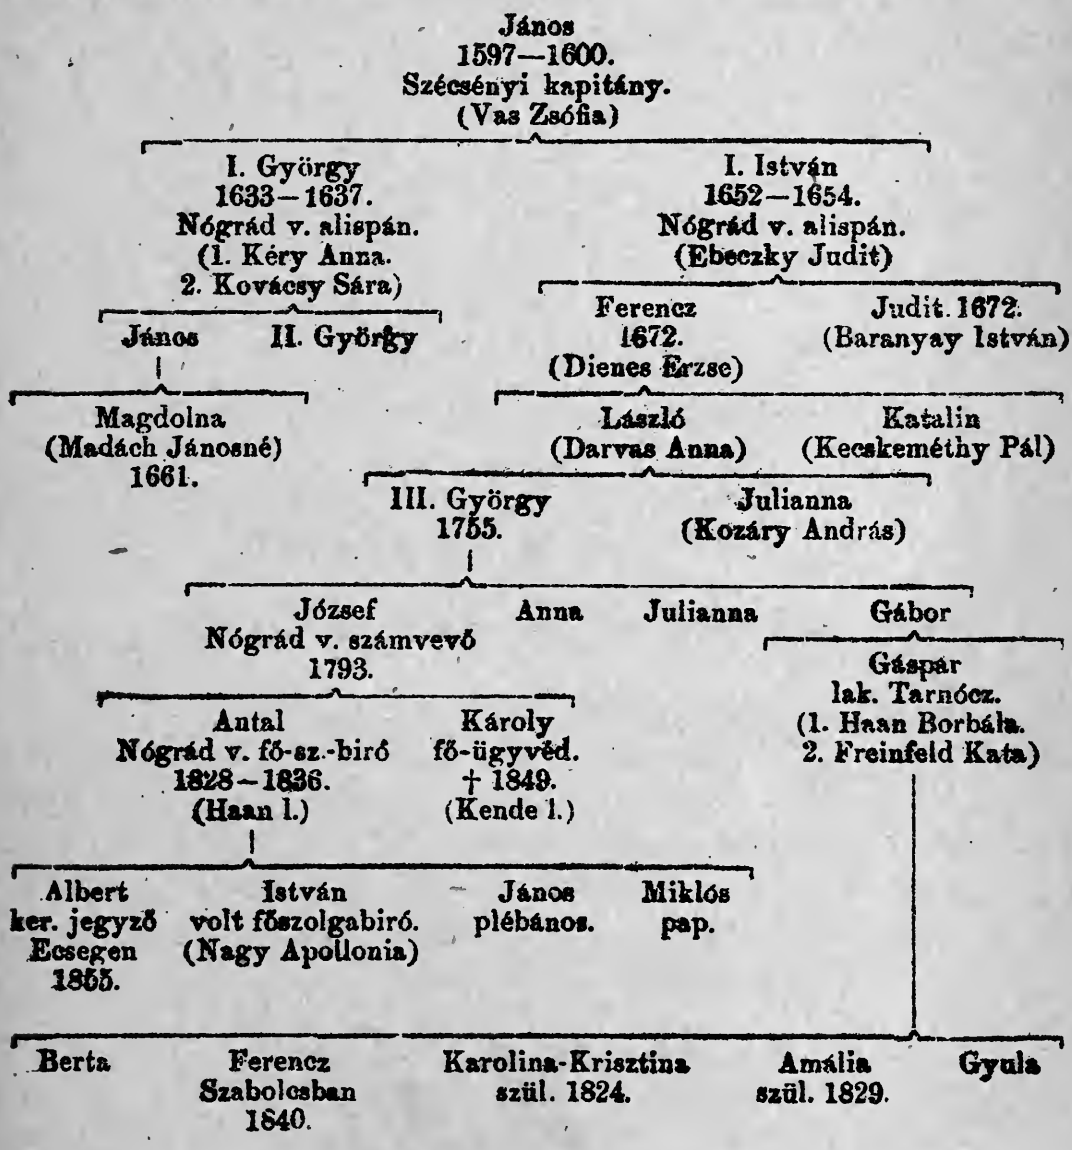 János
1597—1600.
Szécsényi kapitány.
(Vas Zsófia)
I. György
1633—1637.
Nógrád v. alispán.
(1. Kéry Anna.
2. Kovácsy Sára)
I. István
1652—1654.
Nógrád v. alispán.
(Ebeczky Judit)
János
II. György
Ferencz
1672.
(Dienes Erzse)
Judit. 1672.
(Baranyay István)
Magdolna
(Madách Jánosné)
1661.
László
(Darvas Anna)
Katalin
(Kecskeméthy Pál)
III. György
1755.
Julianna
(Kozáry András)
József
Nógrád v. számvevő
1793.
Anna
Julianna
Gábor
Gáspár
lak. Tarnócz.
(1. Haan Borbála.
2. Freinfeld Kata)
Antal
Nógrád v. fő-sz.-biró
1828—1836.
(Haan l.)
Károly
fő-ügyvéd.
† 1849.
(Kende l.)
Albert
ker. jegyző
Ecsegen
1855.
István
volt főszolgabiró.
(Nagy Apollonia)
János
plébános.
Miklós
pap.
Berta
Ferencz
Szabolcsban
1840.
Karolina-Krisztina
szül. 1824.
Amália
szül. 1829.
Gyula